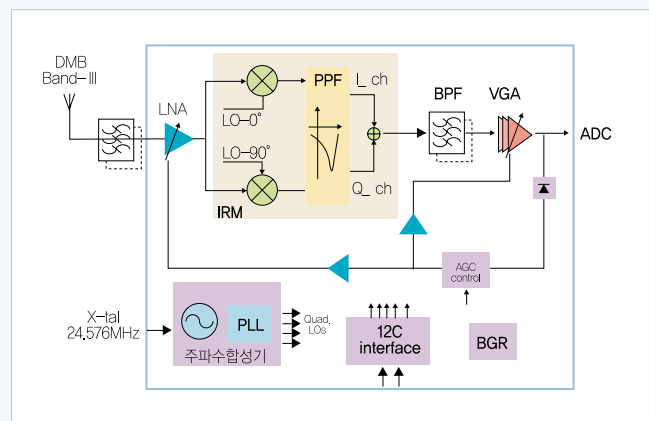 DMB
Band-III
LNA
LO-0°
LO-90°
IRM
PPF
I_ ch
Q_ ch
BPF
VGA
ADC
AGC
control
X-tal
24.576MHz
PLL
주파수합성기
Quad.
LOs
12C
interface
BGR